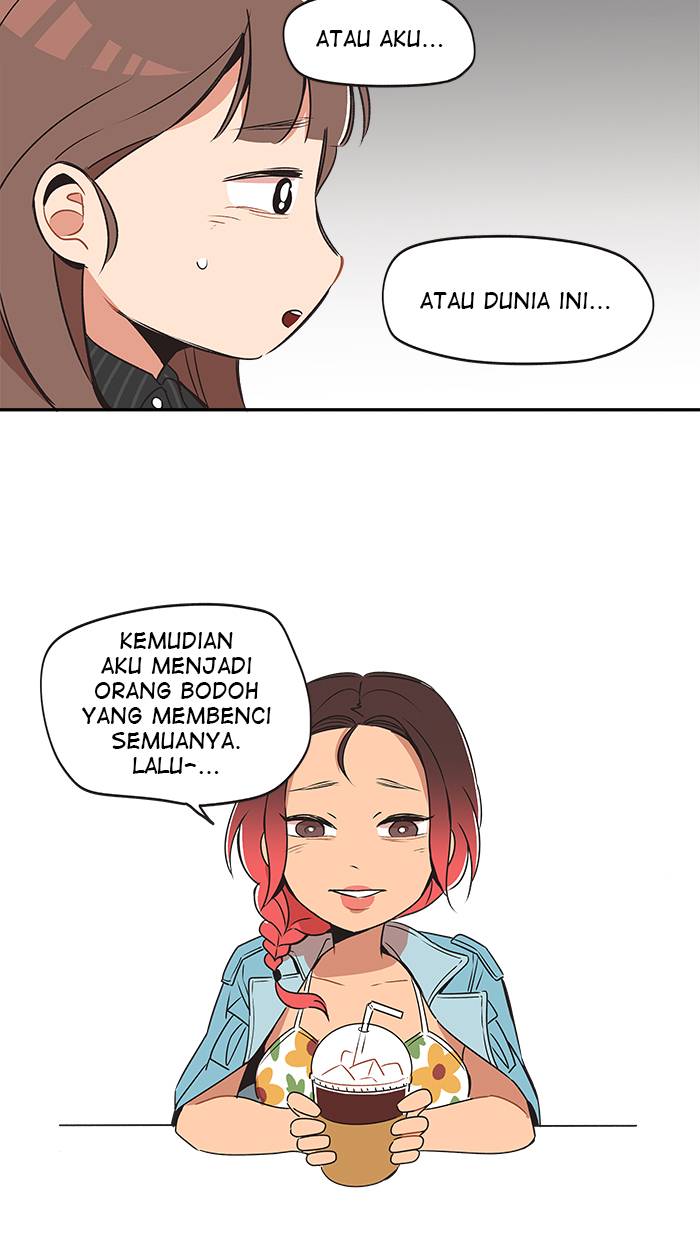 ATAU AKU...
ATAU DUNIA INI...
KEMUDIAN
AKU MENJADI
ORANG BODOH
YANG MEMBENCI
SEMUANYA.
LALU~...